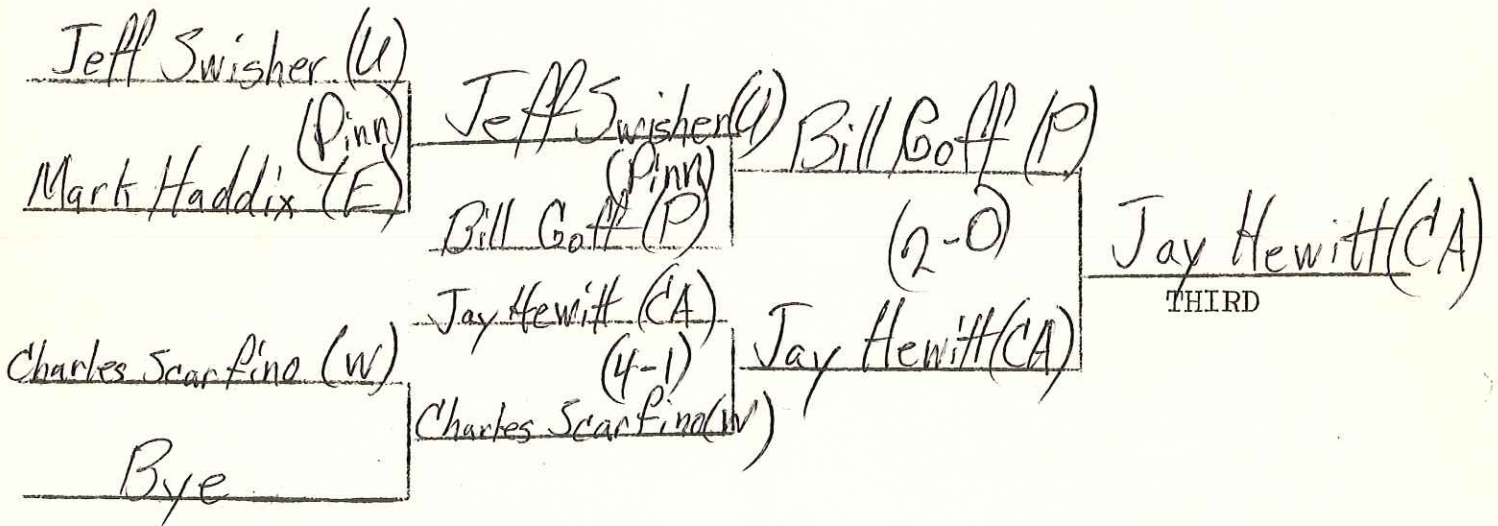 Jeff Swisher (U)
(Pinn)
Mark Haddix (E)
Charles Scarfino (W)
Bye
Jeff Swisher (U)
(Pinn)
Bill Goff (P)
Jay Hewitt (CA)
(4-1)
Charles Scarfino (W)
Bill Goff (P)
(2-0)
Jay Hewitt (CA)
Jay Hewitt (CA)
THIRD